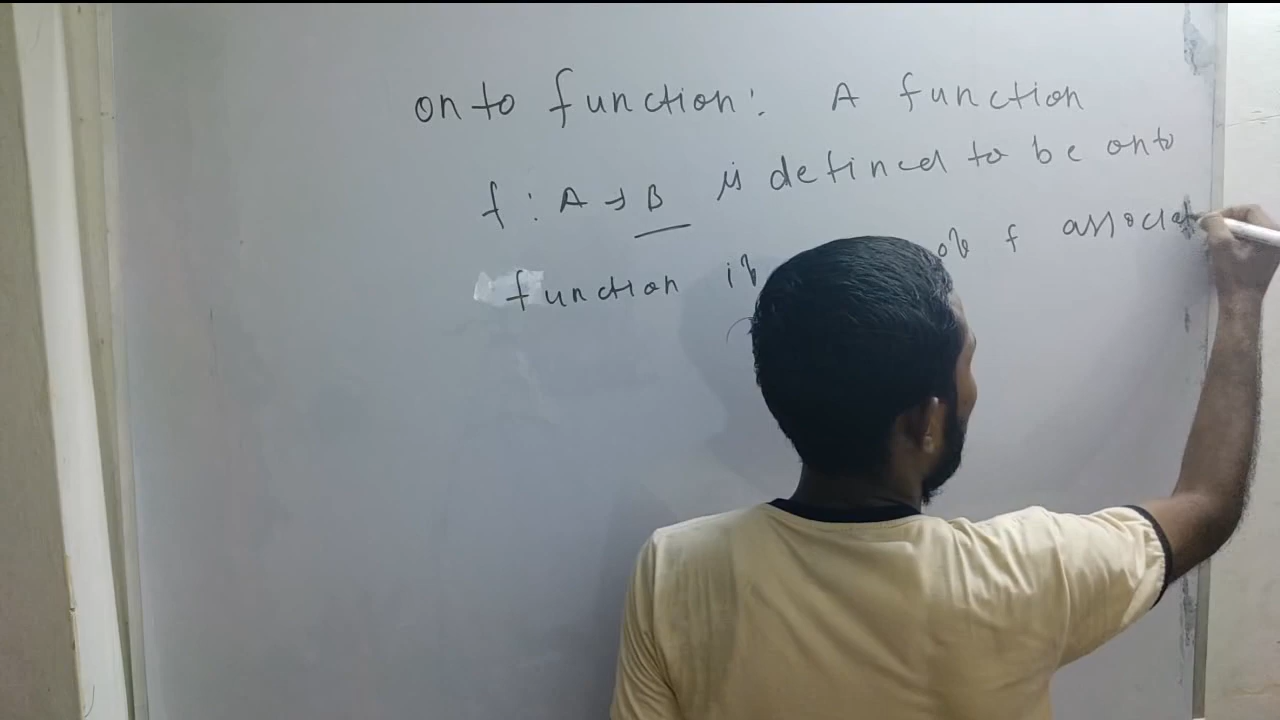 onto function: A function
f: A → B is defined to be onto
function if of f associat